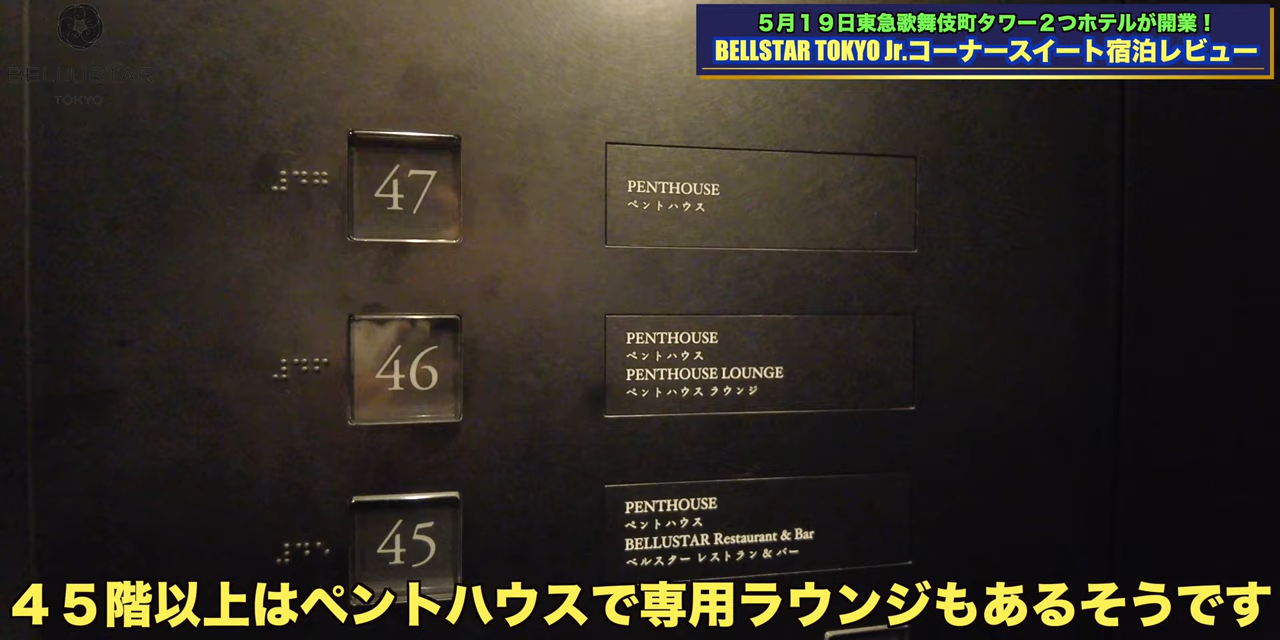 BELLUSTAR
TOKYO
５月１９日東急歌舞伎町タワー２つホテルが開業！
BELLSTAR TOKYO Jr.コーナースイート宿泊レビュー
47
PENTHOUSE
ペントハウス
46
PENTHOUSE
ペントハウス
PENTHOUSE LOUNGE
ペントハウス ラウンジ
45
PENTHOUSE
ペントハウス
BELLUSTAR Restaurant & Bar
ベルスター レストラン & バー
４５階以上はペントハウスで専用ラウンジもあるそうです